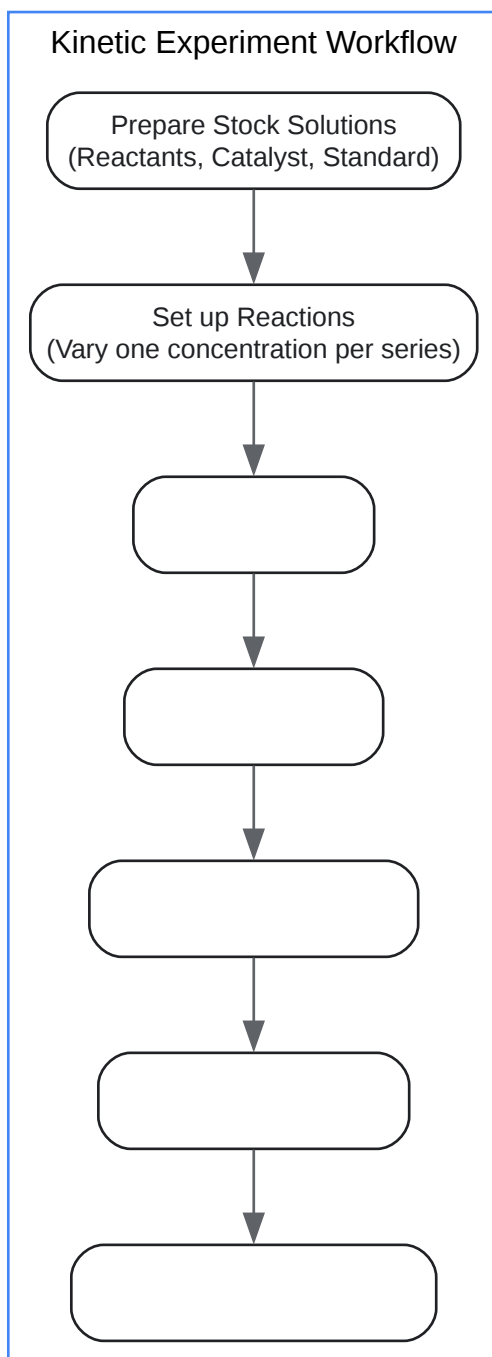 Kinetic Experiment Workflow
Prepare Stock Solutions
(Reactants, Catalyst, Standard)
Set up Reactions
(Vary one concentration per series)